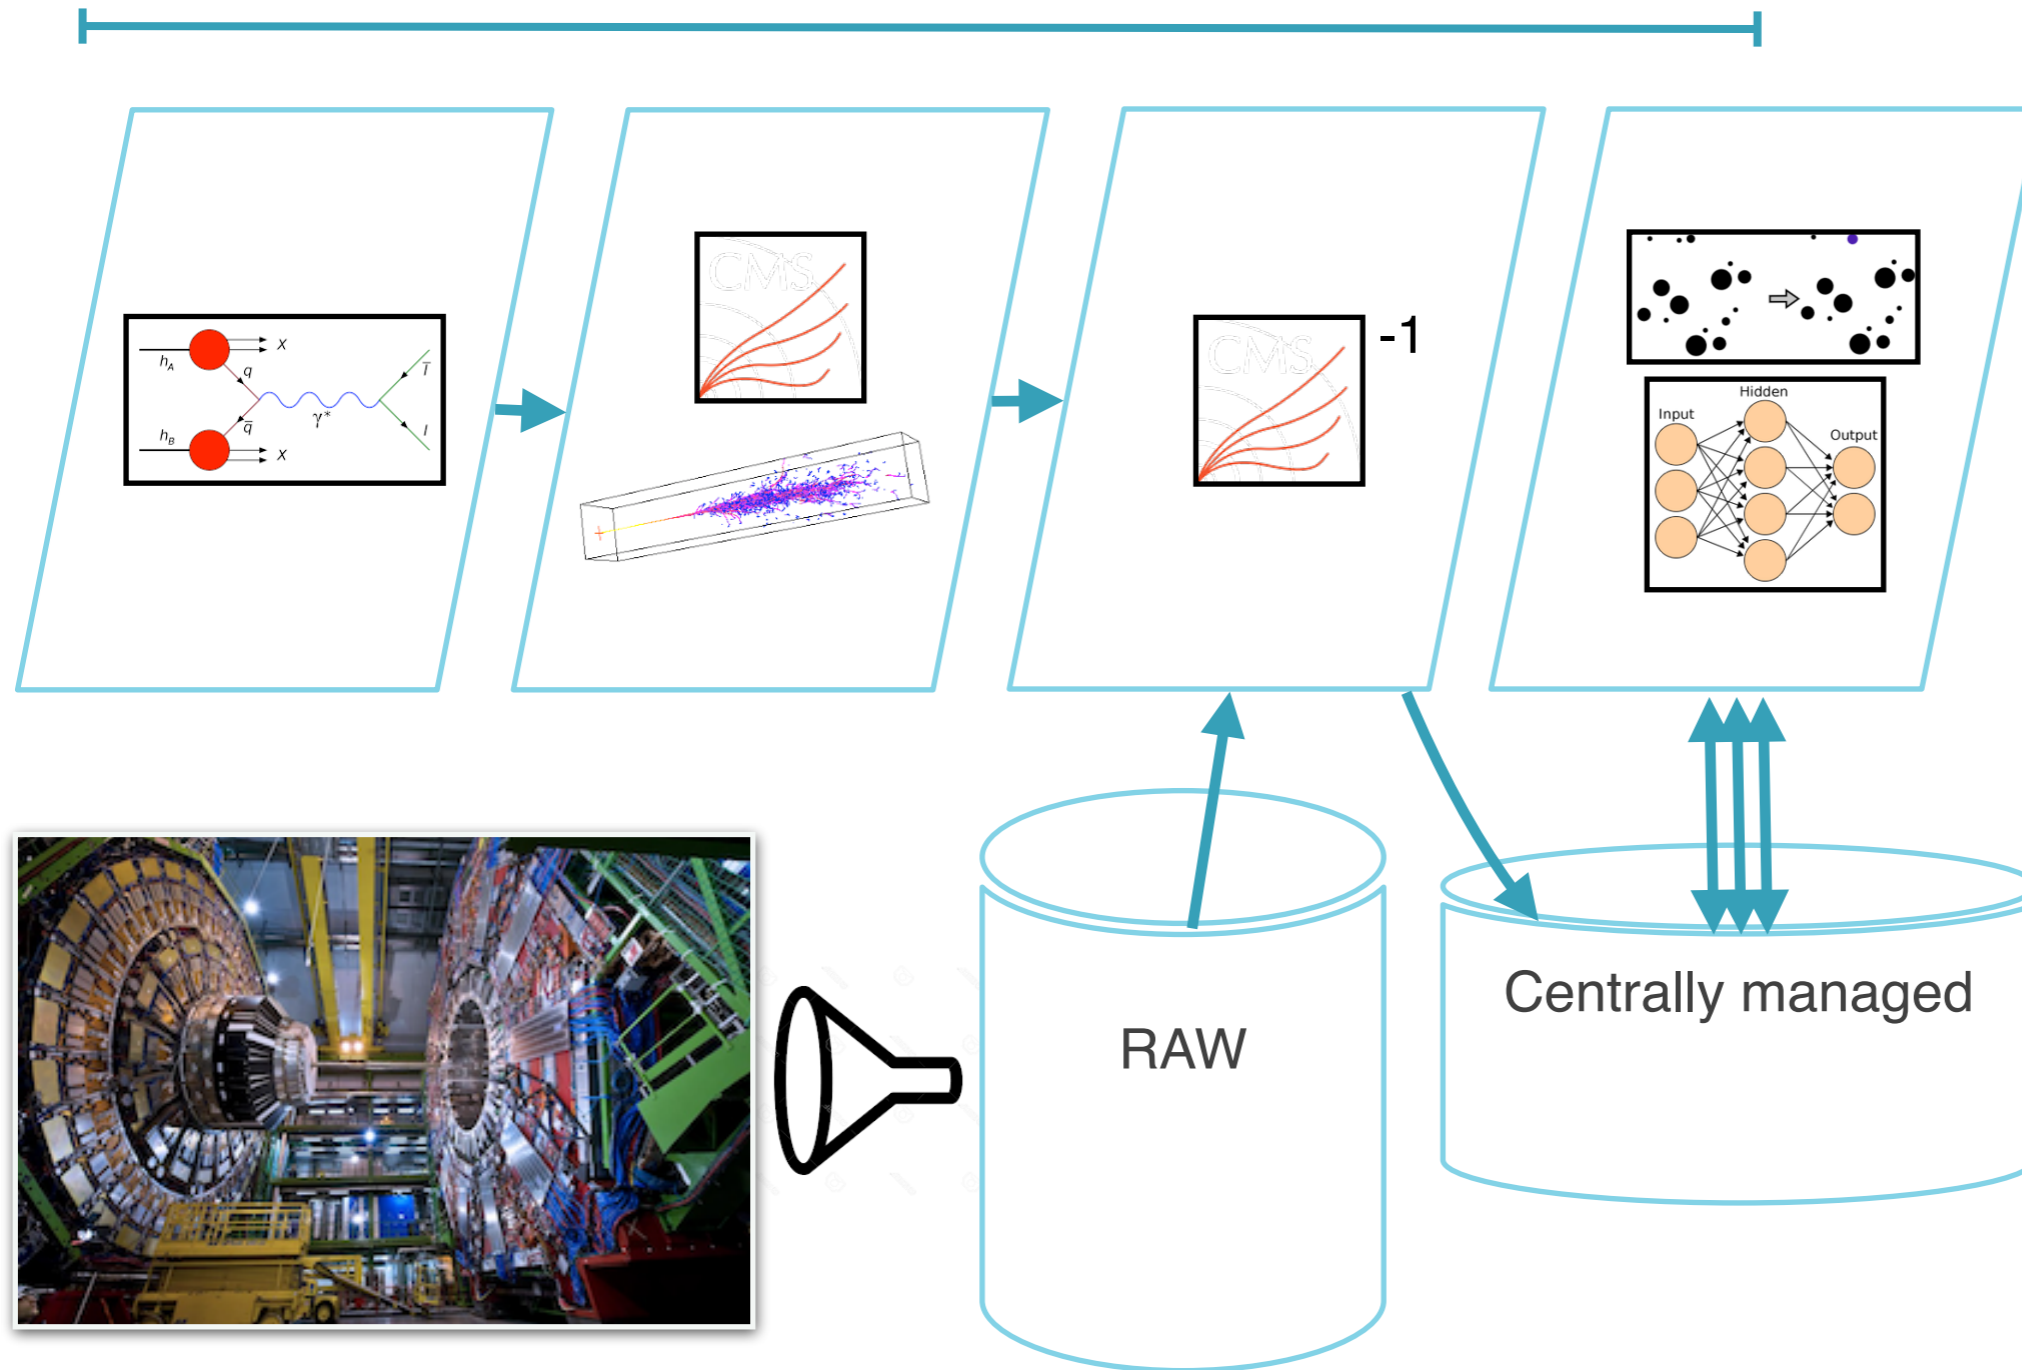 CMS
CMS
-1
h_A
X
q
q̅
γ*
l̅
l
h_B
X
Input
Hidden
Output
RAW
Centrally managed